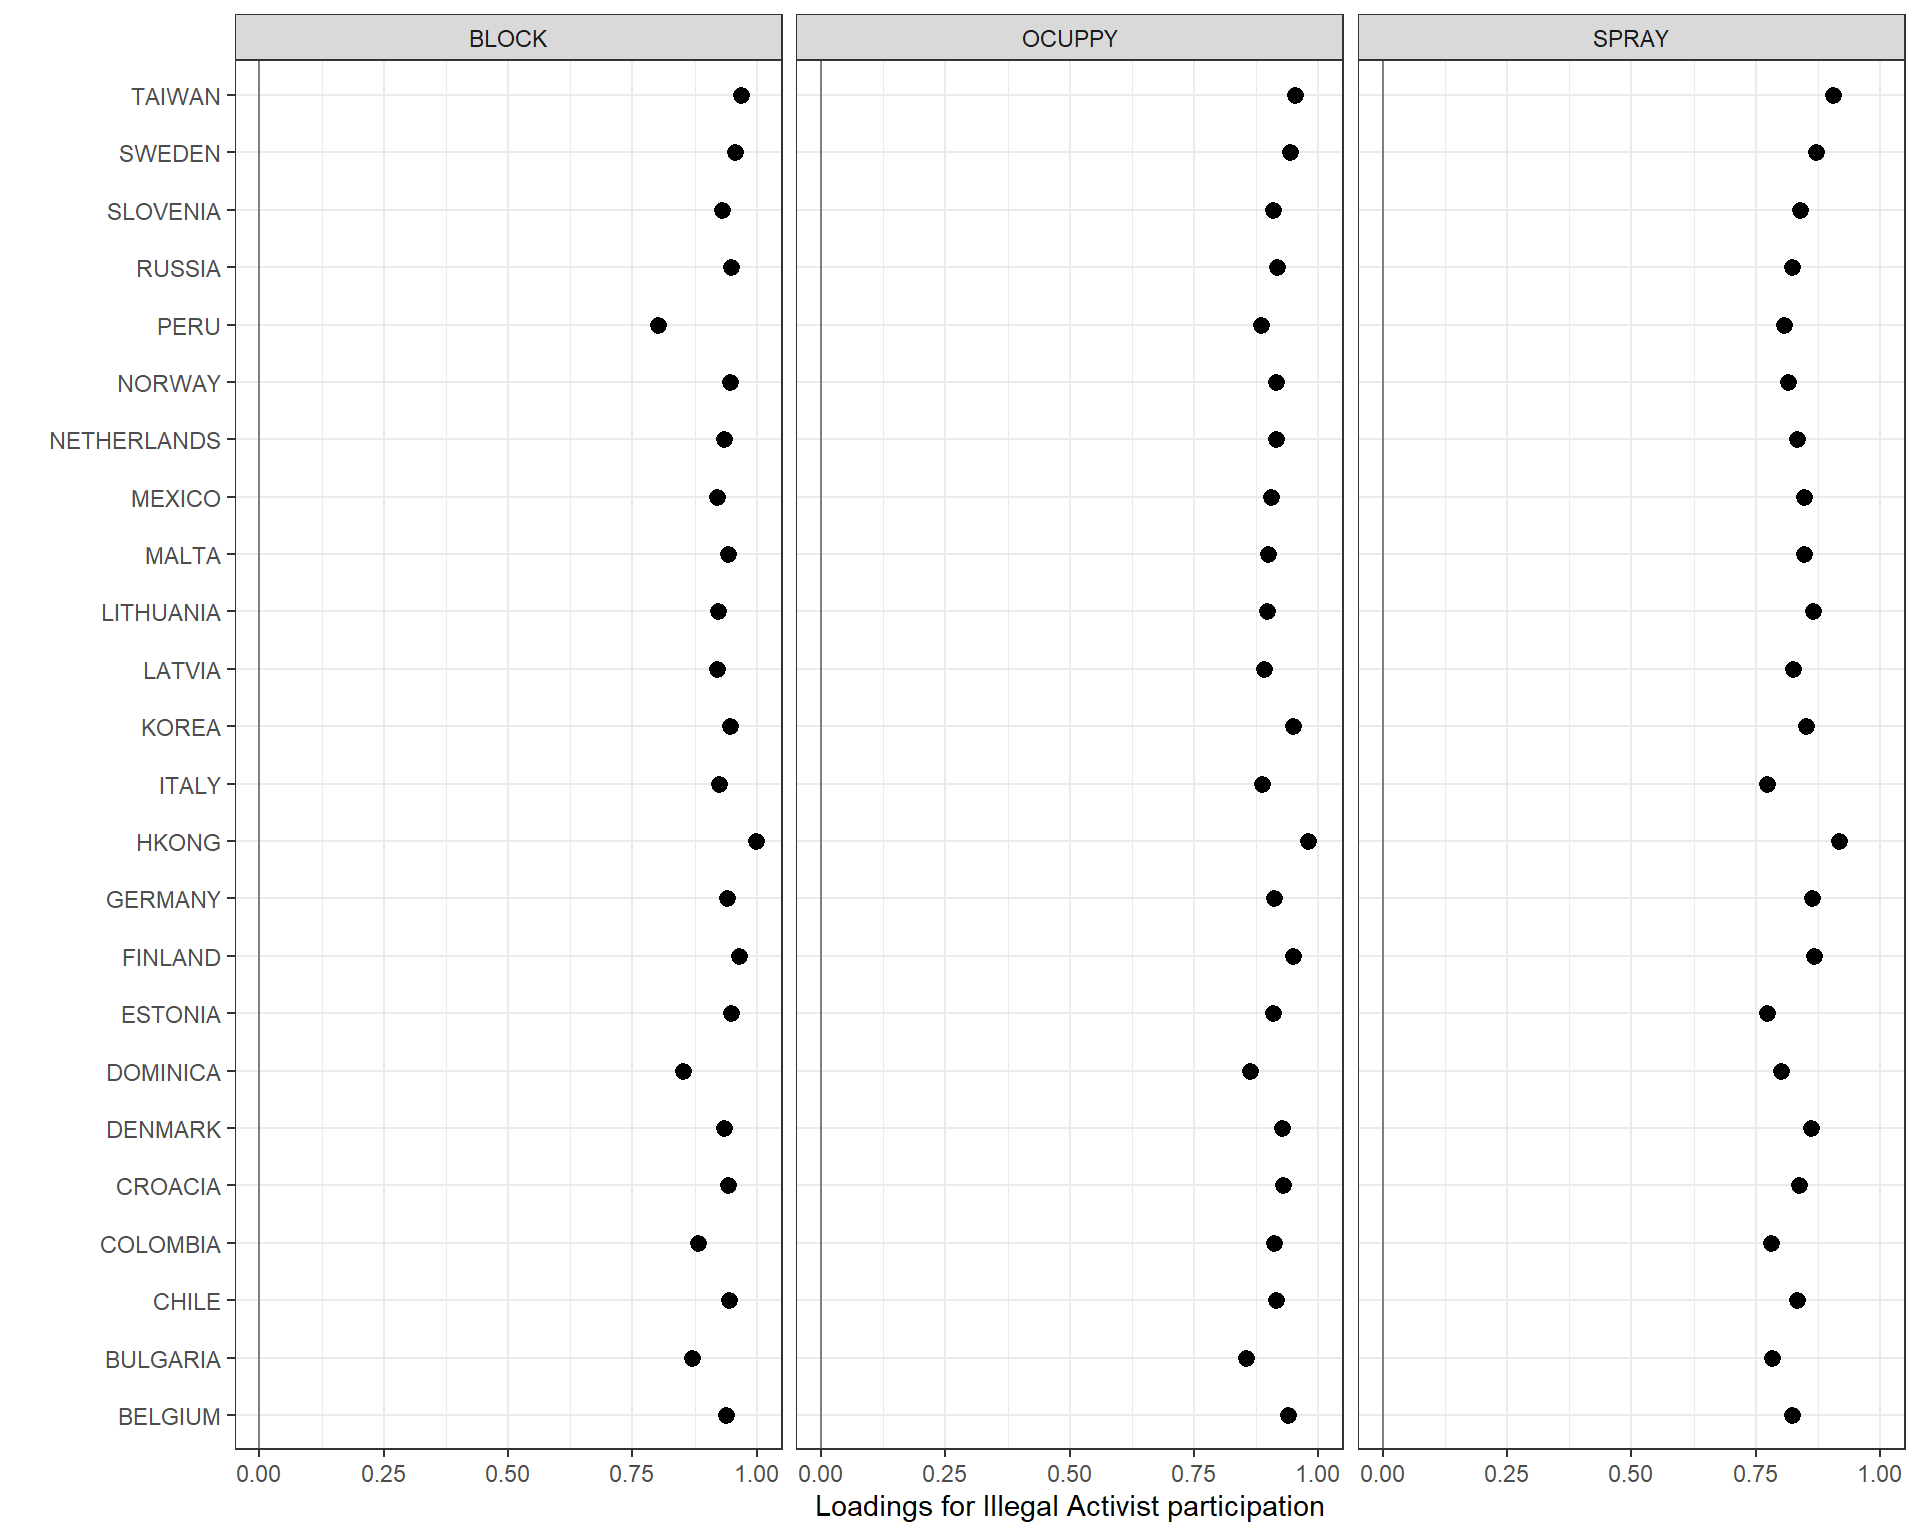 BLOCK OCUPPY SPRAY
TAIWAN
SWEDEN
SLOVENIA
RUSSIA
PERU
NORWAY
NETHERLANDS
MEXICO
MALTA
LITHUANIA
LATVIA
KOREA
ITALY
HKONG
GERMANY
FINLAND
ESTONIA
DOMINICA
DENMARK
CROACIA
COLOMBIA
CHILE
BULGARIA
BELGIUM
0.00 0.25 0.50 0.75 1.00 0.00 0.25 0.50 0.75 1.00 0.00 0.25 0.50 0.75 1.00
Loadings for Illegal Activist participation